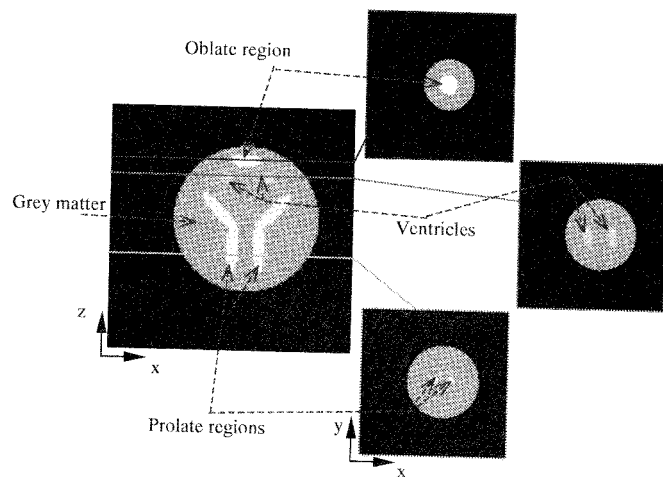 Oblate region
Grey matter
Ventricles
z
x
Prolate regions
y
x